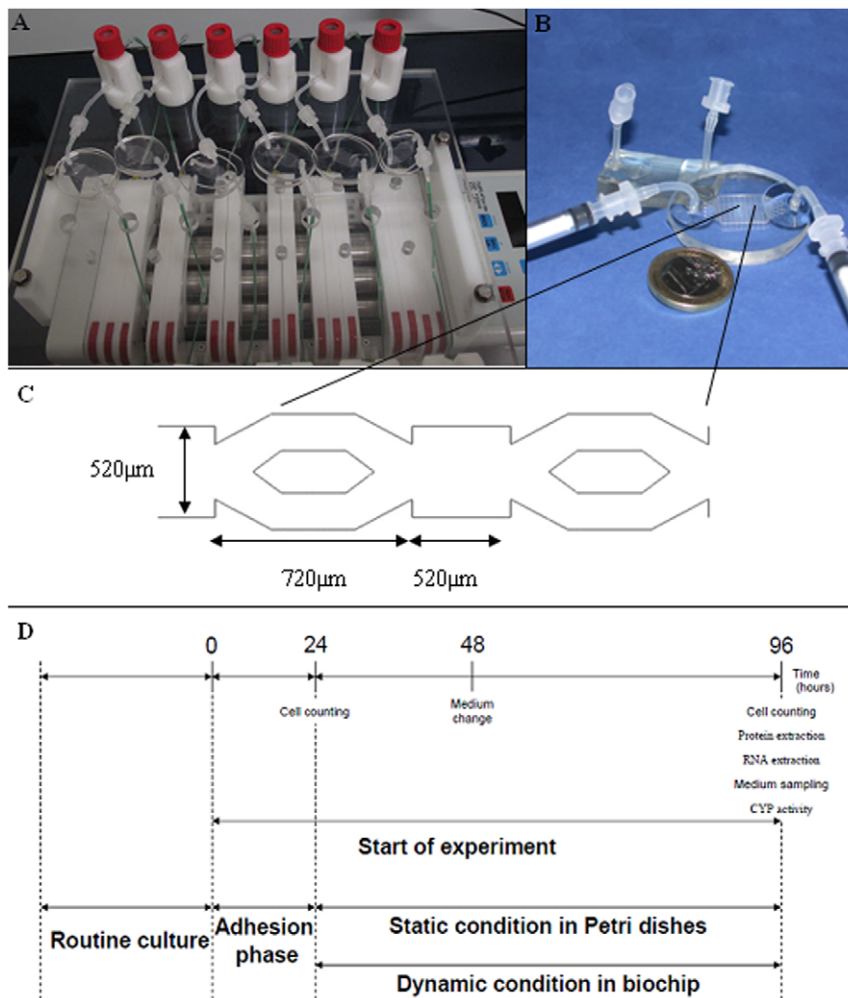 A
B
C
520µm
720µm
520µm
D
0
24
48
96
Time
(hours)
Cell counting
Medium
change
Cell counting
Protein extraction
RNA extraction
Medium sampling
CYP activity
Start of experiment
Routine culture
Adhesion
phase
Static condition in Petri dishes
Dynamic condition in biochip